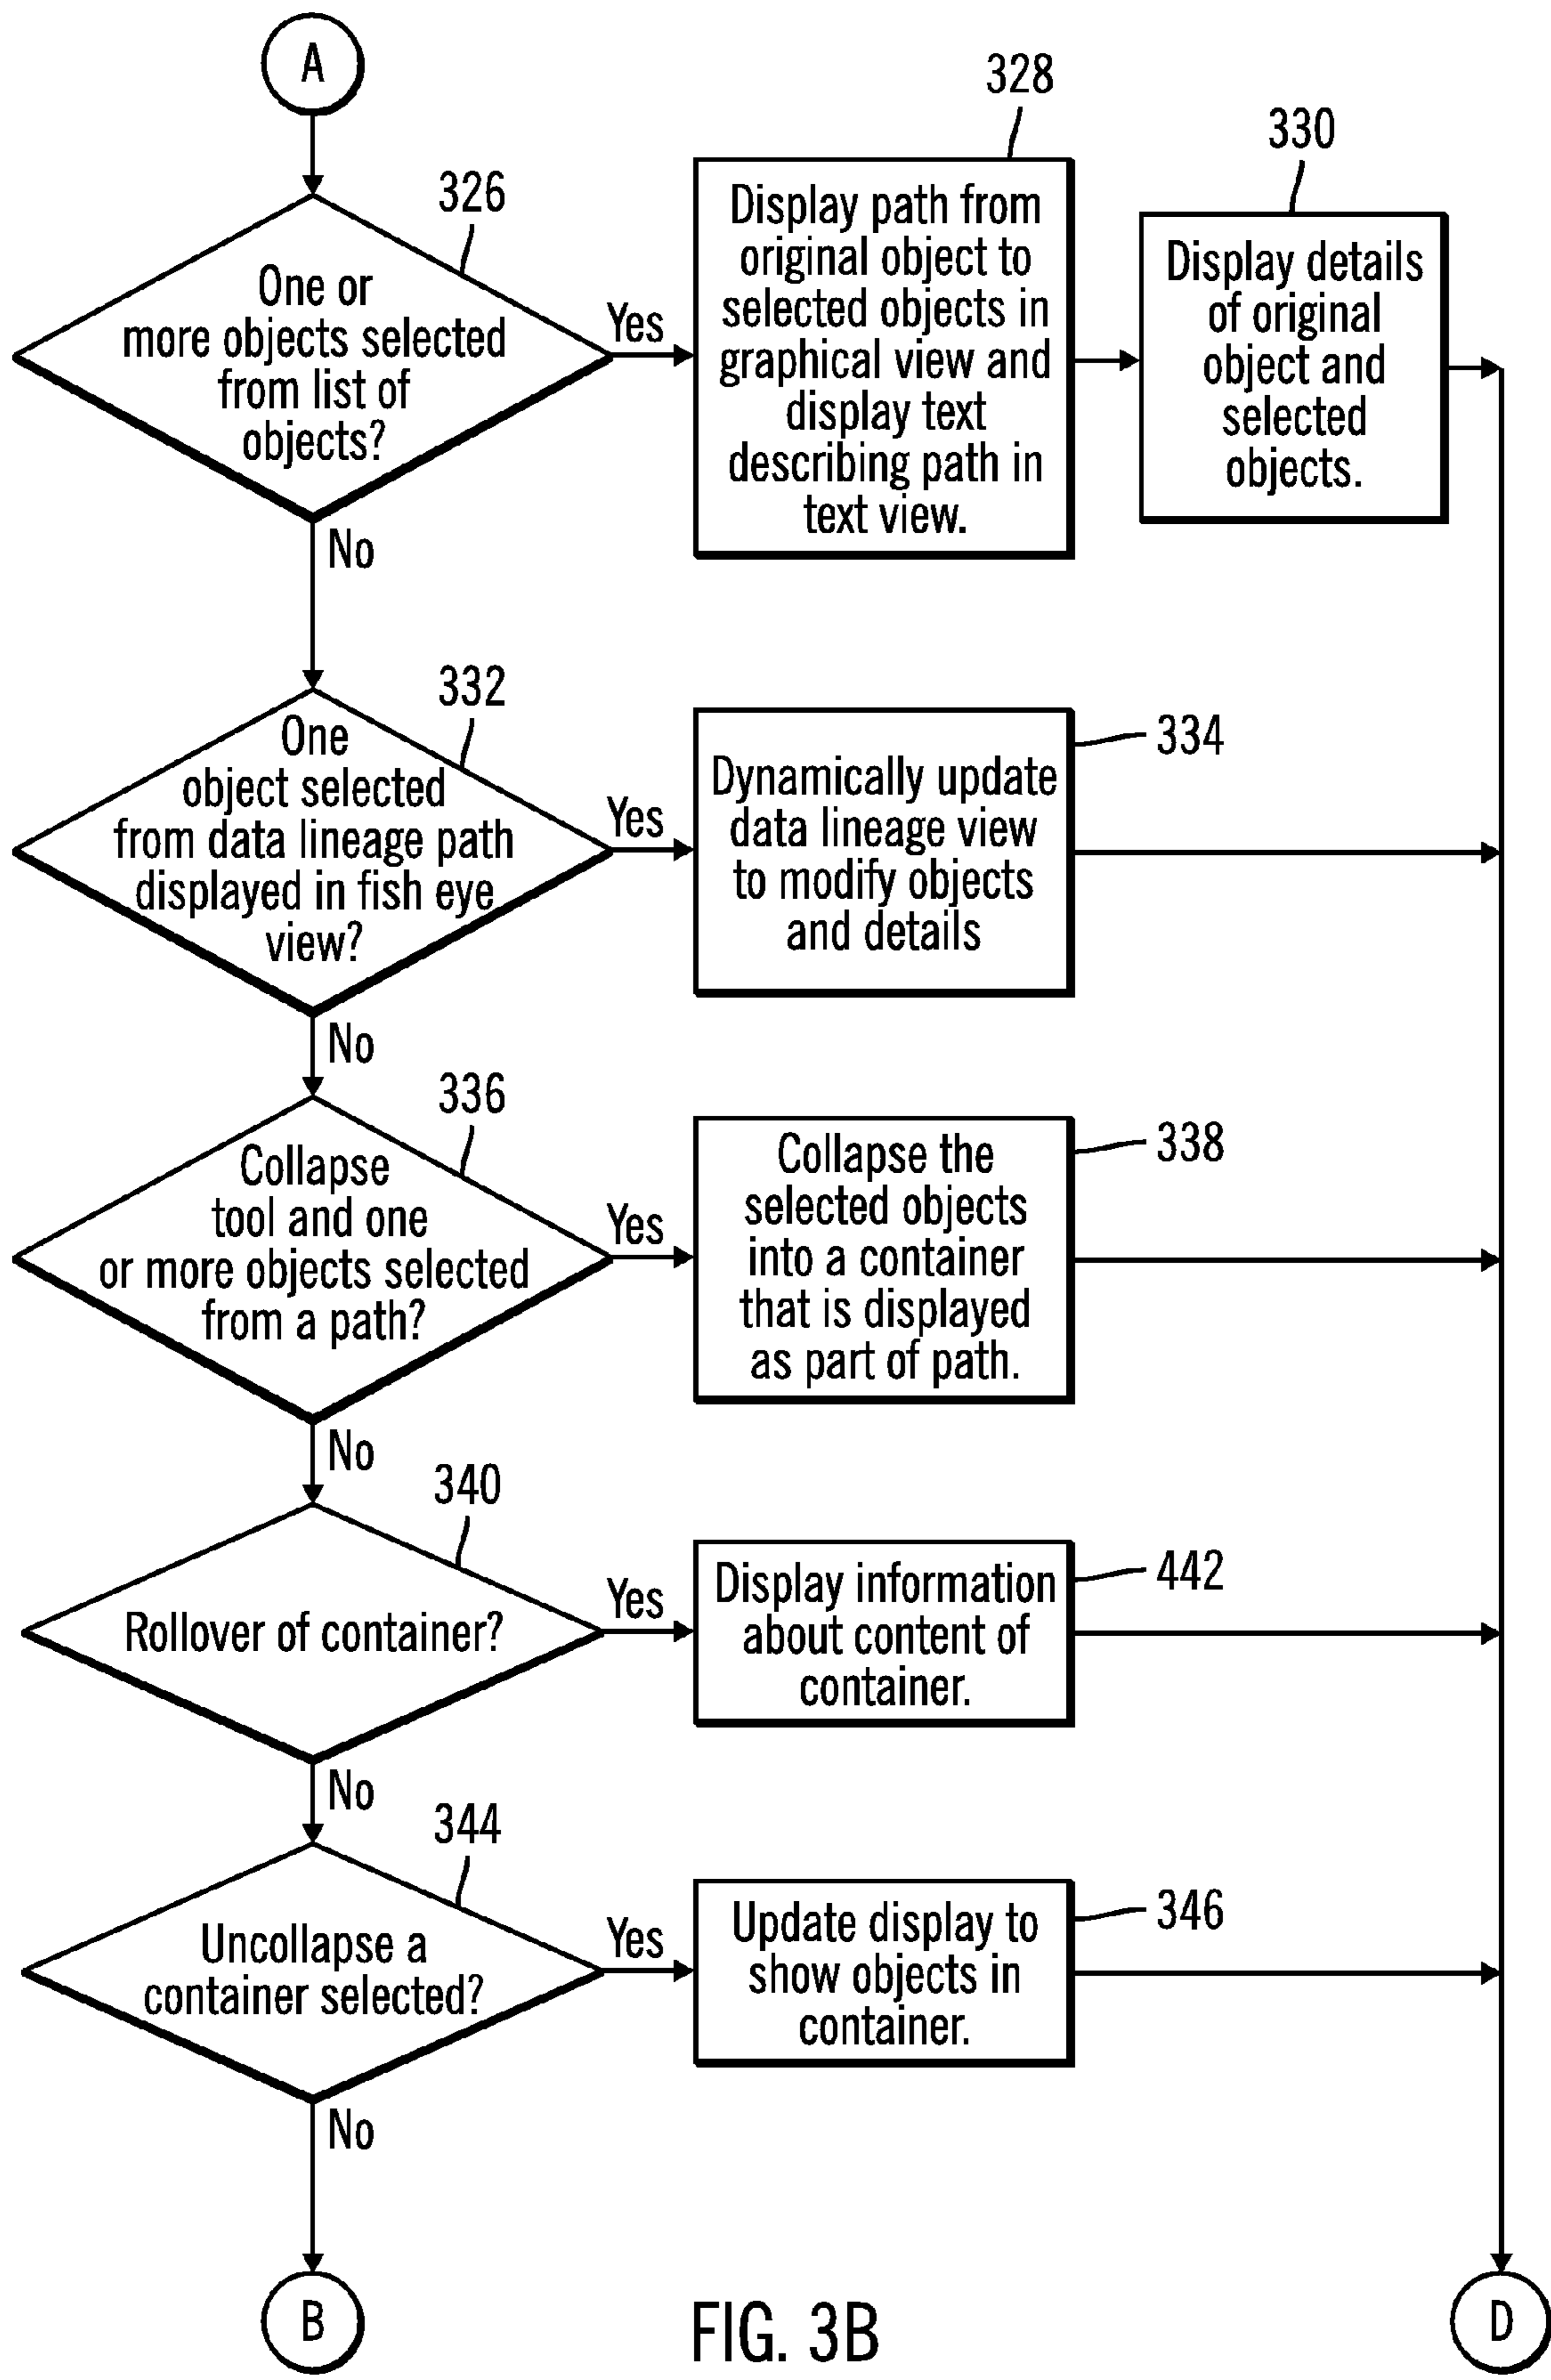 A
326
One or
more objects selected
from list of
objects?
Yes
No
328
Display path from
original object to
selected objects in
graphical view and
display text
describing path in
text view.
330
Display details
of original
object and
selected
objects.
332
One
object selected
from data lineage path
displayed in fish eye
view?
Yes
No
334
Dynamically update
data lineage view
to modify objects
and details
336
Collapse
tool and one
or more objects selected
from a path?
Yes
No
338
Collapse the
selected objects
into a container
that is displayed
as part of path.
340
Rollover of container?
Yes
No
442
Display information
about content of
container.
344
Uncollapse a
container selected?
Yes
No
346
Update display to
show objects in
container.
B
FIG. 3B
D